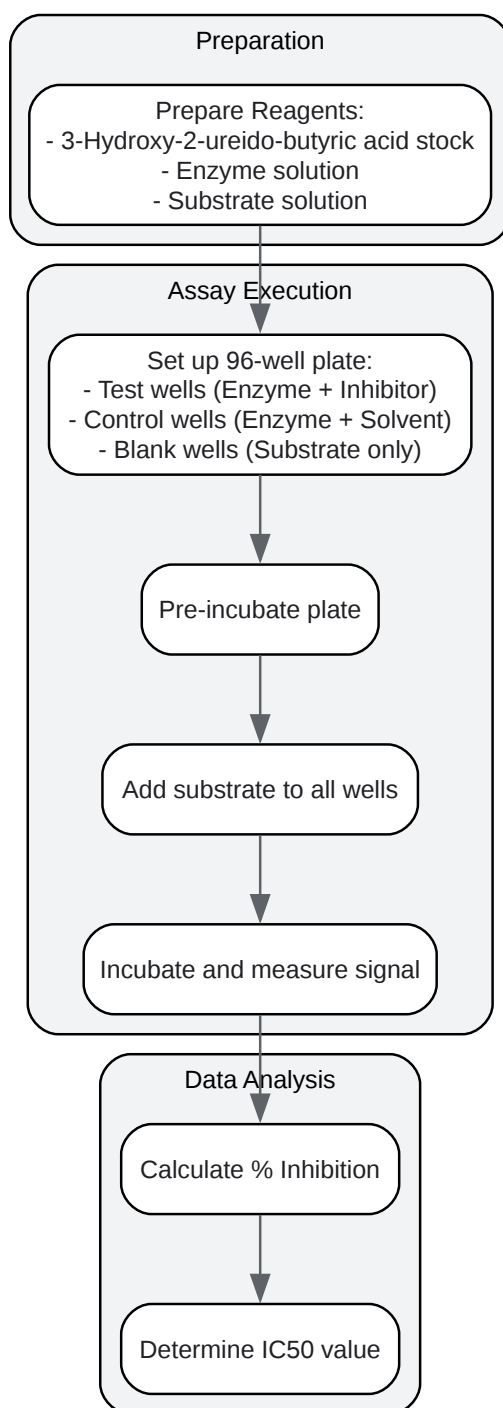 Preparation
Prepare Reagents:
- 3-Hydroxy-2-ureido-butyric acid stock
- Enzyme solution
- Substrate solution
Assay Execution
Set up 96-well plate:
- Test wells (Enzyme + Inhibitor)
- Control wells (Enzyme + Solvent)
- Blank wells (Substrate only)
Pre-incubate plate
Add substrate to all wells
Incubate and measure signal
Data Analysis
Calculate % Inhibition
Determine IC50 value